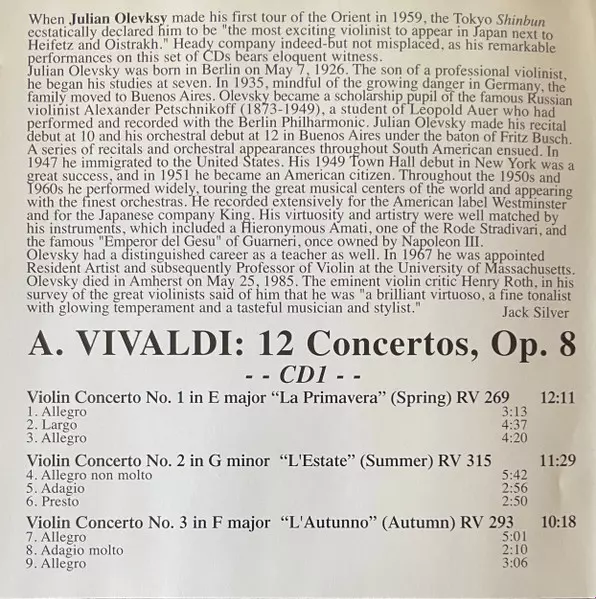 When Julian Olevksy made his first tour of the Orient in 1959, the Tokyo Shinbun
ecstatically declared him to be "the most exciting violinist to appear in Japan next to
Heifetz and Oistrakh." Heady company indeed-but not misplaced, as his remarkable
performances on this set of CDs bears eloquent witness.
Julian Olevsky was born in Berlin on May 7, 1926. The son of a professional violinist,
he began his studies at seven. In 1935, mindful of the growing danger in Germany, the
family moved to Buenos Aires. Olevsky became a scholarship pupil of the famous Russian
violinist Alexander Petschnikoff (1873-1949), a student of Leopold Auer who had
performed and recorded with the Berlin Philharmonic. Julian Olevsky made his recital
debut at 10 and his orchestral debut at 12 in Buenos Aires under the baton of Fritz Busch.
A series of recitals and orchestral appearances throughout South American ensued. In
1947 he immigrated to the United States. His 1949 Town Hall debut in New York was a
great success, and in 1951 he became an American citizen. Throughout the 1950s and
1960s he performed widely, touring the great musical centers of the world and appearing
with the finest orchestras. He recorded extensively for the American label Westminster
and for the Japanese company King. His virtuosity and artistry were well matched by
his instruments, which included a Hieronymous Amati, one of the Rode Stradivari, and
the famous "Emperor del Gesu" of Guarneri, once owned by Napoleon III.
Olevsky had a distinguished career as a teacher as well. In 1967 he was appointed
Resident Artist and subsequently Professor of Violin at the University of Massachusetts.
Olevsky died in Amherst on May 25, 1985. The eminent violin critic Henry Roth, in his
survey of the great violinists said of him that he was "a brilliant virtuoso, a fine tonalist
with glowing temperament and a tasteful musician and stylist."
Jack Silver
A. VIVALDI: 12 Concertos, Op. 8
- - CD1 - -
Violin Concerto No. 1 in E major “La Primavera” (Spring) RV 269 12:11
1. Allegro 3:13
2. Largo 4:37
3. Allegro 4:20
Violin Concerto No. 2 in G minor “L'Estate” (Summer) RV 315 11:29
4. Allegro non molto 5:42
5. Adagio 2:56
6. Presto 2:50
Violin Concerto No. 3 in F major “L'Autunno” (Autumn) RV 293 10:18
7. Allegro 5:01
8. Adagio molto 2:10
9. Allegro 3:06